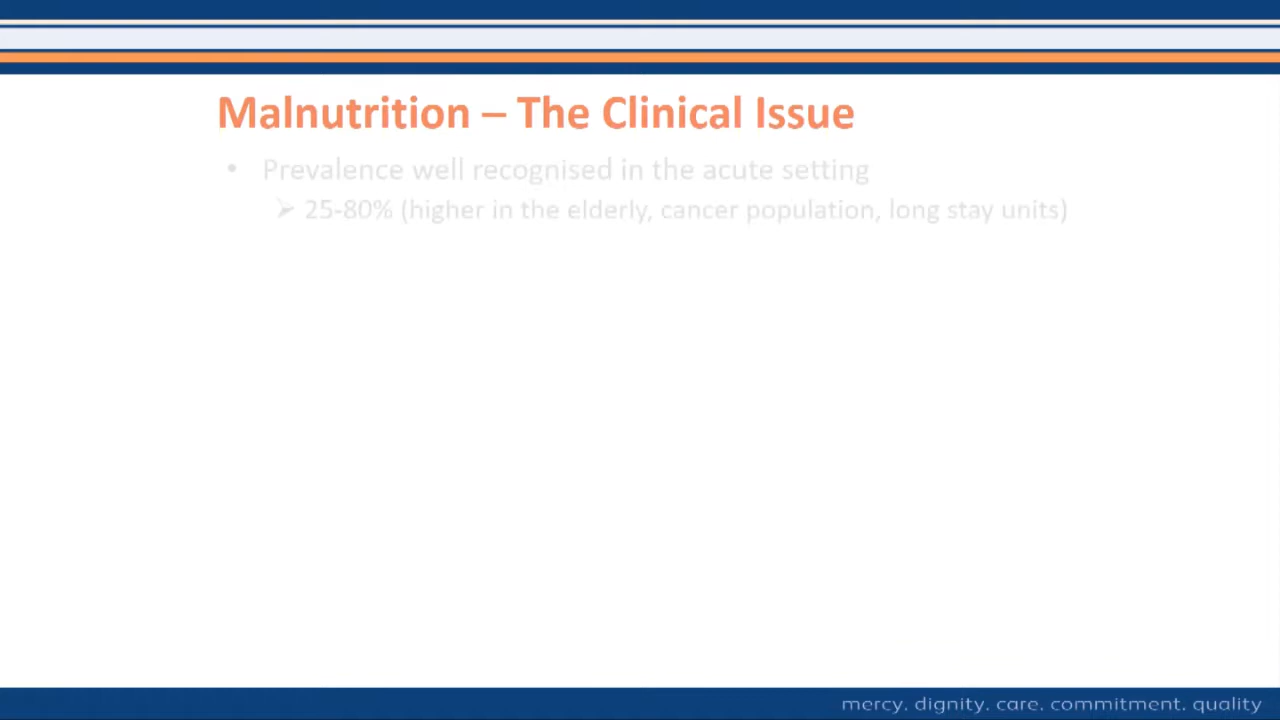 Malnutrition – The Clinical Issue
• Prevalence well recognised in the acute setting
➢ 25-80% (higher in the elderly, cancer population, long stay units)
mercy. dignity. care. commitment. quality